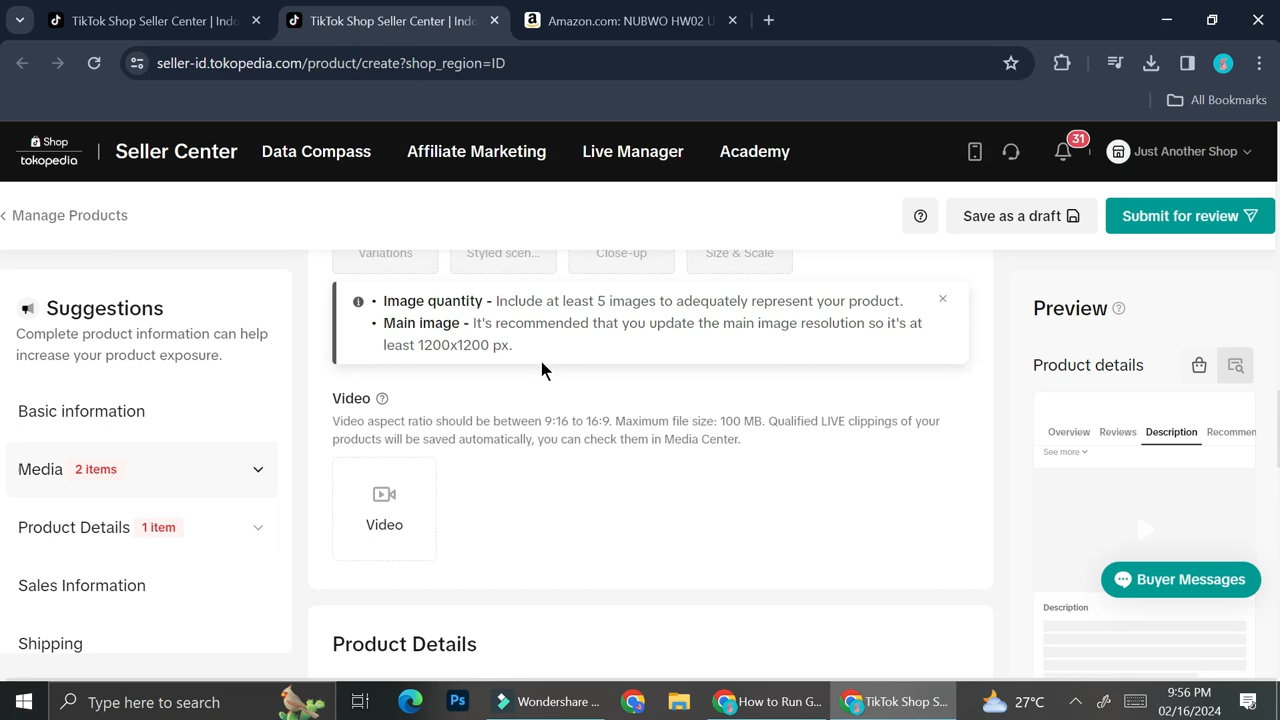 TikTok Shop Seller Center | Indo
TikTok Shop Seller Center | Indo
Amazon.com: NUBWO HW02 U
seller-id.tokopedia.com/product/create?shop_region=ID
All Bookmarks
Shop
tokopedia
Seller Center
Data Compass
Affiliate Marketing
Live Manager
Academy
31
Just Another Shop
Manage Products
Save as a draft
Submit for review
Variations
Styled scen...
Close-up
Size & Scale
Suggestions
Complete product information can help
increase your product exposure.
Basic information
Media 2 items
Product Details 1 item
Sales Information
Shipping
• Image quantity - Include at least 5 images to adequately represent your product.
• Main image - It's recommended that you update the main image resolution so it's at
least 1200x1200 px.
Video
Video aspect ratio should be between 9:16 to 16:9. Maximum file size: 100 MB. Qualified LIVE clippings of your
products will be saved automatically, you can check them in Media Center.
Video
Product Details
Preview
Product details
Overview Reviews Description Recommen
See more
Buyer Messages
Description
Type here to search
Ps
Wondershare ...
How to Run G...
TikTok Shop S...
27°C
9:56 PM
02/16/2024